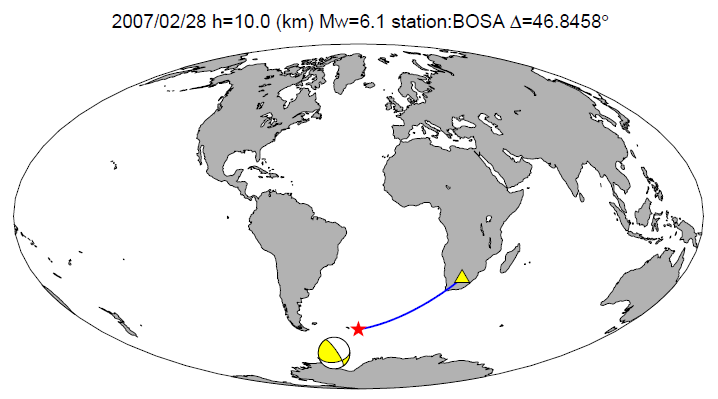 2007/02/28 h=10.0 (km) Mw=6.1 station:BOSA Δ=46.8458°